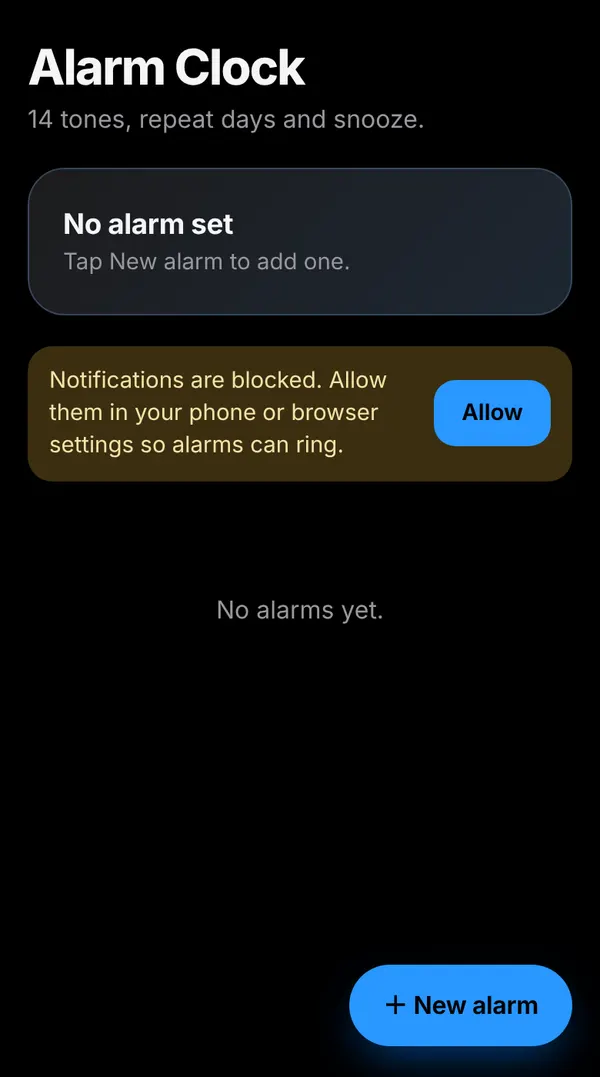 Alarm Clock
14 tones, repeat days and snooze.
No alarm set
Tap New alarm to add one.
Notifications are blocked. Allow
them in your phone or browser
settings so alarms can ring.
Allow
No alarms yet.
+ New alarm